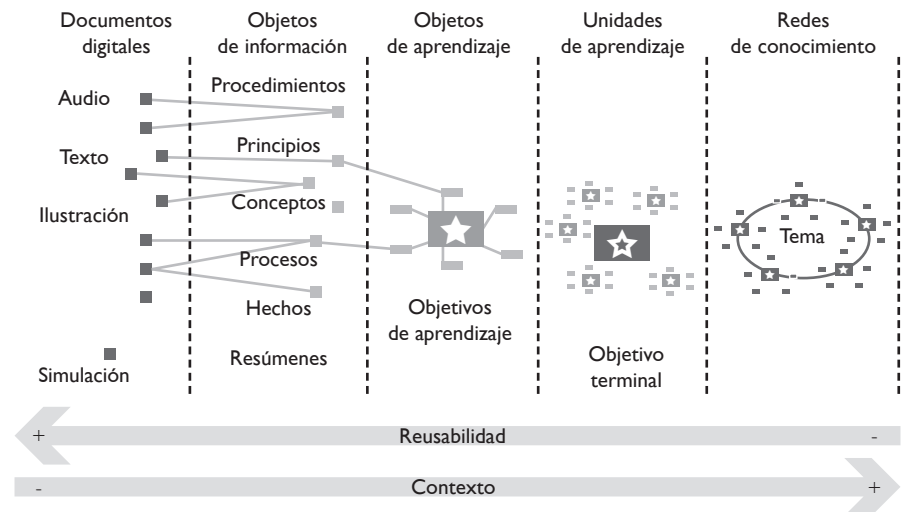 Documentos
digitales
Objetos
de información
Objetos
de aprendizaje
Unidades
de aprendizaje
Redes
de conocimiento
Audio
Texto
Ilustración
Simulación
Procedimientos
Principios
Conceptos
Procesos
Hechos
Resúmenes
Objetivos
de aprendizaje
Objetivo
terminal
Tema
+ Reusabilidad -
- Contexto +